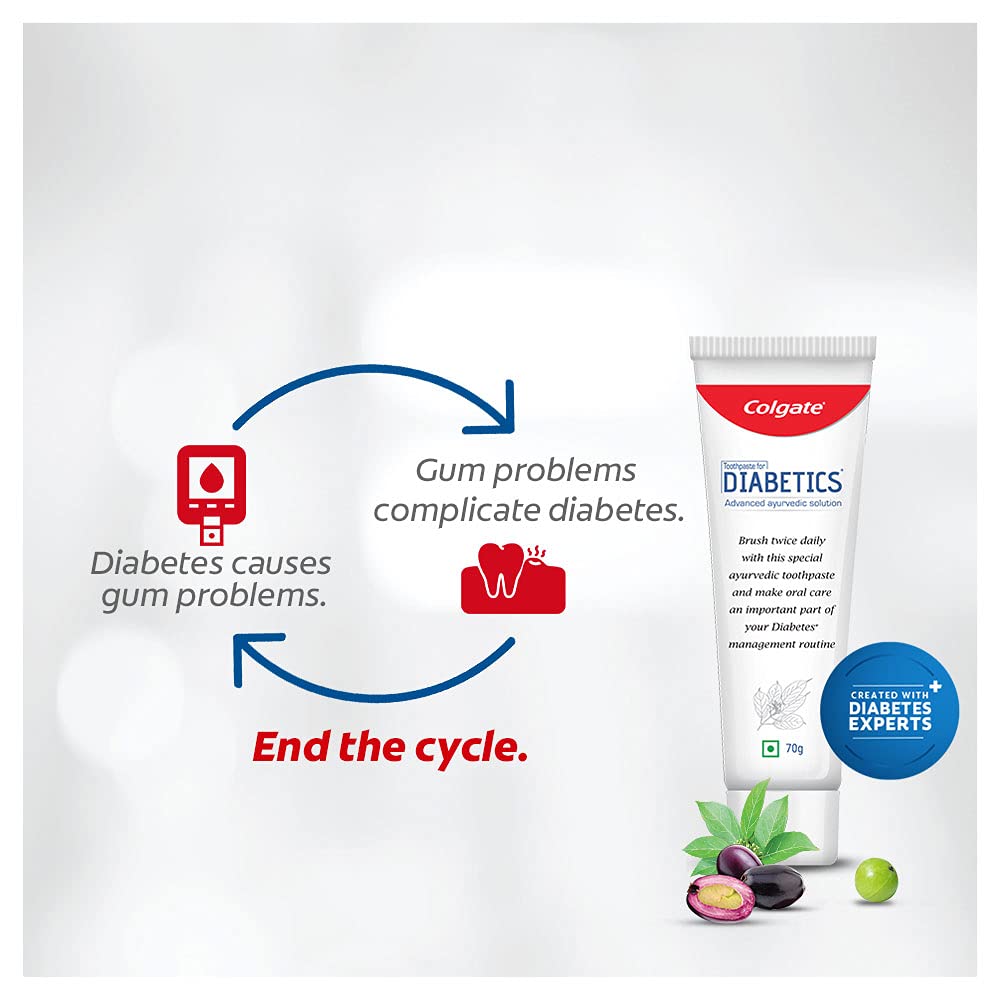 Gum problems
complicate diabetes.
Diabetes causes
gum problems.
End the cycle.
Colgate®
Toothpaste for
DIABETICS*
Advanced ayurvedic solution
Brush twice daily
with this special
ayurvedic toothpaste
and make oral care
an important part of
your Diabetes*
management routine
70g
CREATED WITH
DIABETES
EXPERTS